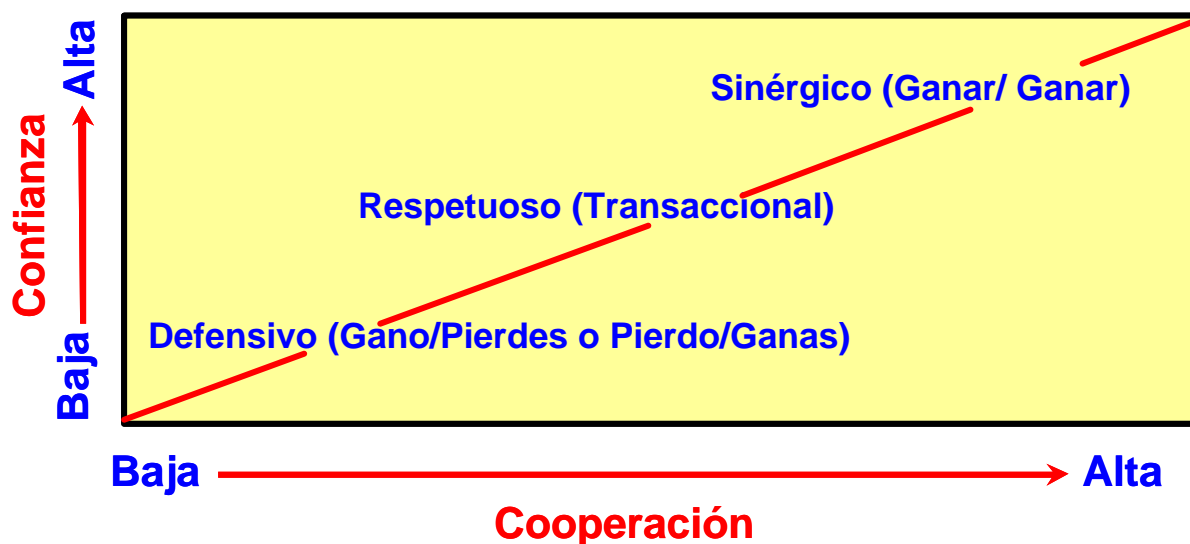 Alta
Confianza
Baja
Sinérgico (Ganar/ Ganar)
Respetuoso (Transaccional)
Defensivo (Gano/Pierdes o Pierdo/Ganas)
Baja
Alta
Cooperación